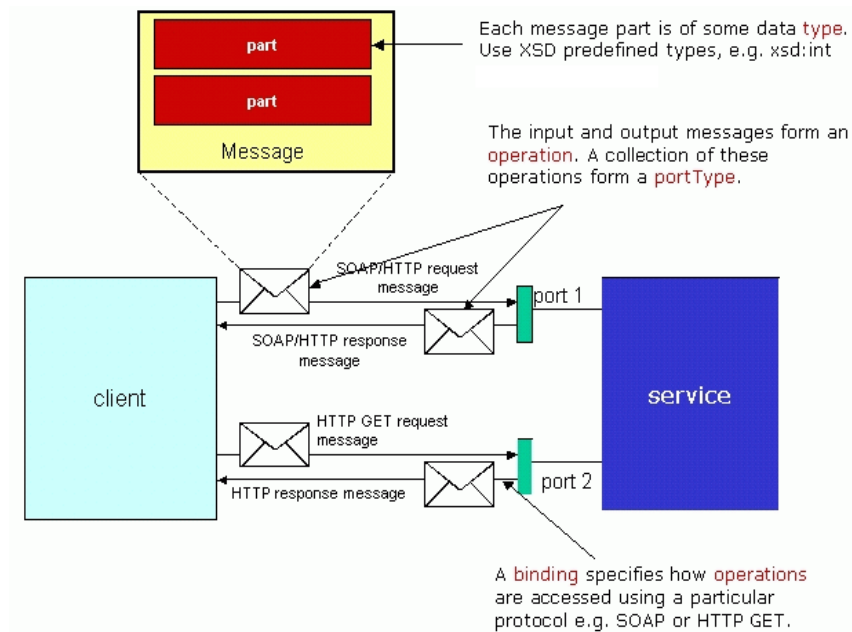 part
Each message part is of some data type.
Use XSD predefined types, e.g. xsd:int
part
Message
The input and output messages form an
operation. A collection of these
operations form a portType.
SOAP/HTTP request
message
port 1
SOAP/HTTP response
message
client
service
HTTP GET request
message
port 2
HTTP response message
A binding specifies how operations
are accessed using a particular
protocol e.g. SOAP or HTTP GET.